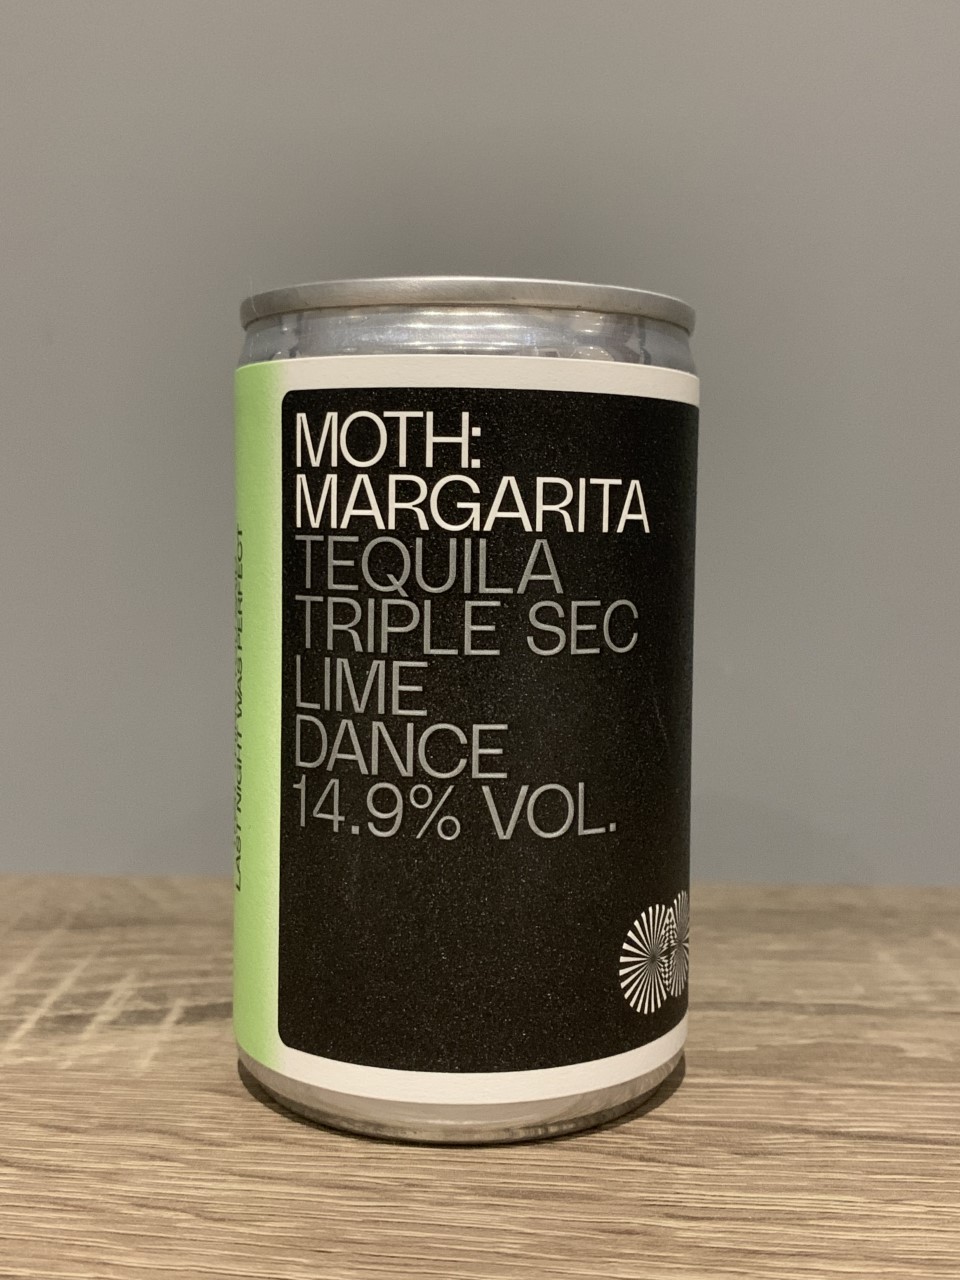 MOTH:
MARGARITA
TEQUILA
TRIPLE SEC
LIME
DANCE
14.9% VOL.
LAST NIGHT WAS PERFECT